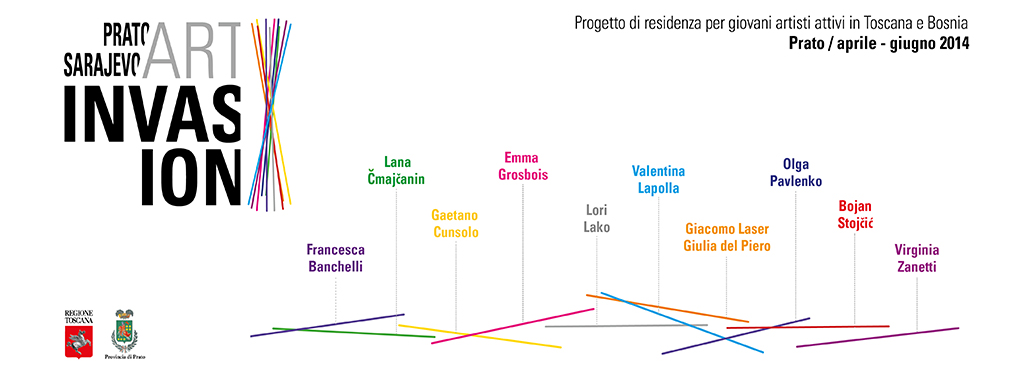 PRATO
SARAJEVO
ART
INVAS
ION
Progetto di residenza per giovani artisti attivi in Toscana e Bosnia
Prato / aprile - giugno 2014
Francesca
Banchelli
Lana
Čmajčanin
Gaetano
Cunsolo
Emma
Grosbois
Lori
Lako
Valentina
Lapolla
Giacomo Laser
Giulia del Piero
Olga
Pavlenko
Bojan
Stojčić
Virginia
Zanetti
REGIONE
TOSCANA
Provincia di Prato